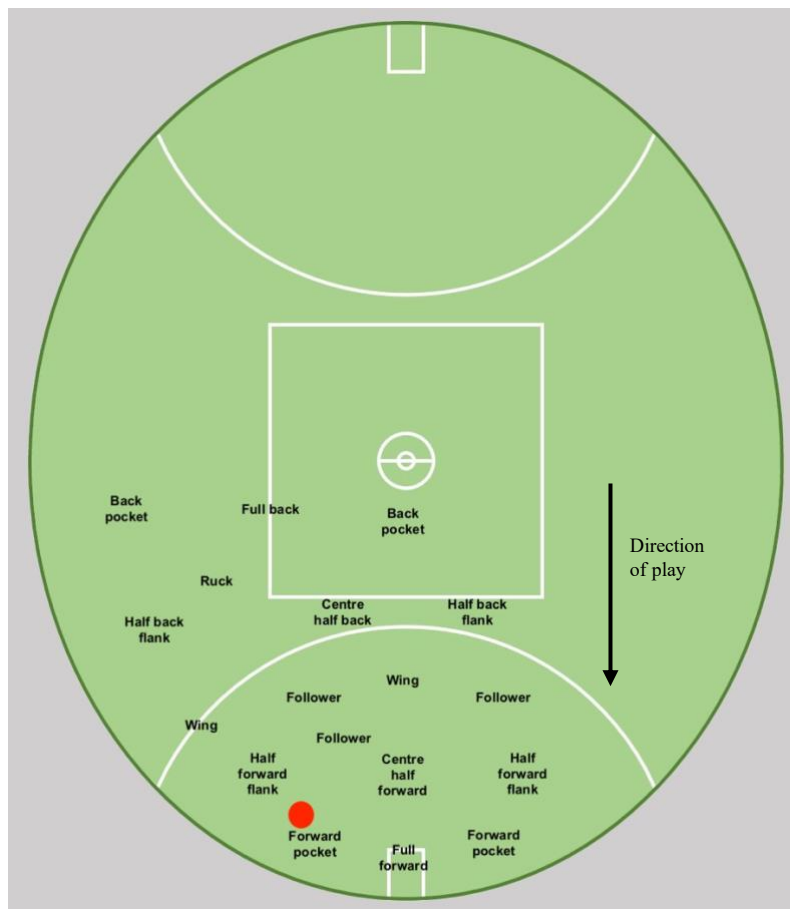 Back
pocket
Full back
Back
pocket
Direction
of play
Ruck
Half back
flank
Centre
half back
Half back
flank
Wing
Follower
Follower
Wing
Follower
Half
forward
flank
Centre
half
forward
Half
forward
flank
Forward
pocket
Full
forward
Forward
pocket